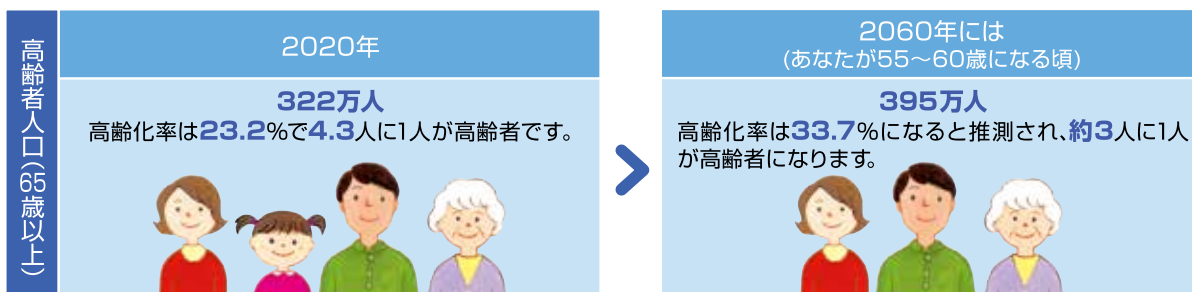 高齢者人口(65歳以上)
2020年
322万人
高齢化率は23.2%で4.3人に1人が高齢者です。
2060年には
(あなたが55～60歳になる頃)
395万人
高齢化率は33.7%になると推測され、約3人に1人
が高齢者になります。